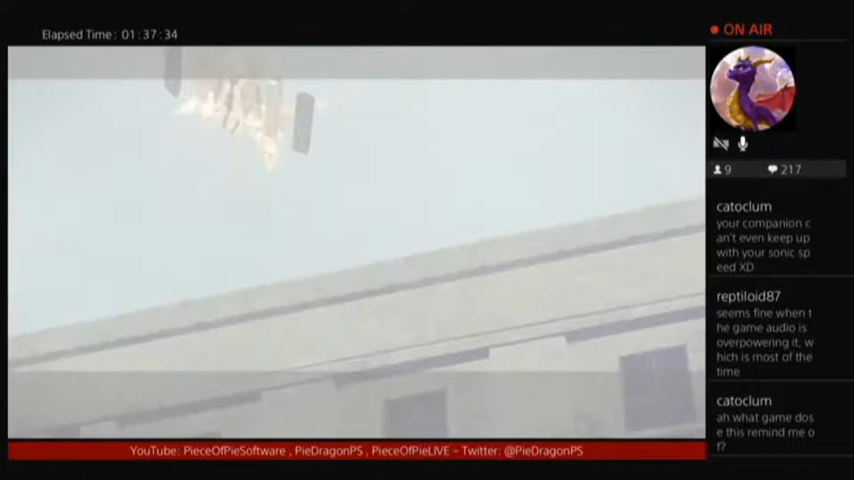 Elapsed Time: 01:37:34
ON AIR
9 217
catoclum
your companion c
an't even keep up
with your sonic sp
eed XD
reptiloid87
seems fine when t
he game audio is
overpowering it, w
hich is most of the
time
catoclum
ah what game dos
e this remind me o
f?
YouTube: PieceOfPieSoftware , PieDragonPS , PieceOfPieLIVE – Twitter: @PieDragonPS